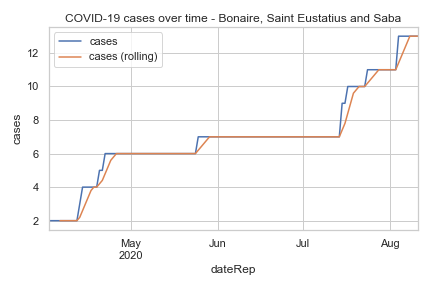 COVID-19 cases over time - Bonaire, Saint Eustatius and Saba
cases
cases (rolling)
12
10
8
6
4
2
cases
May
2020
Jun
Jul
Aug
dateRep